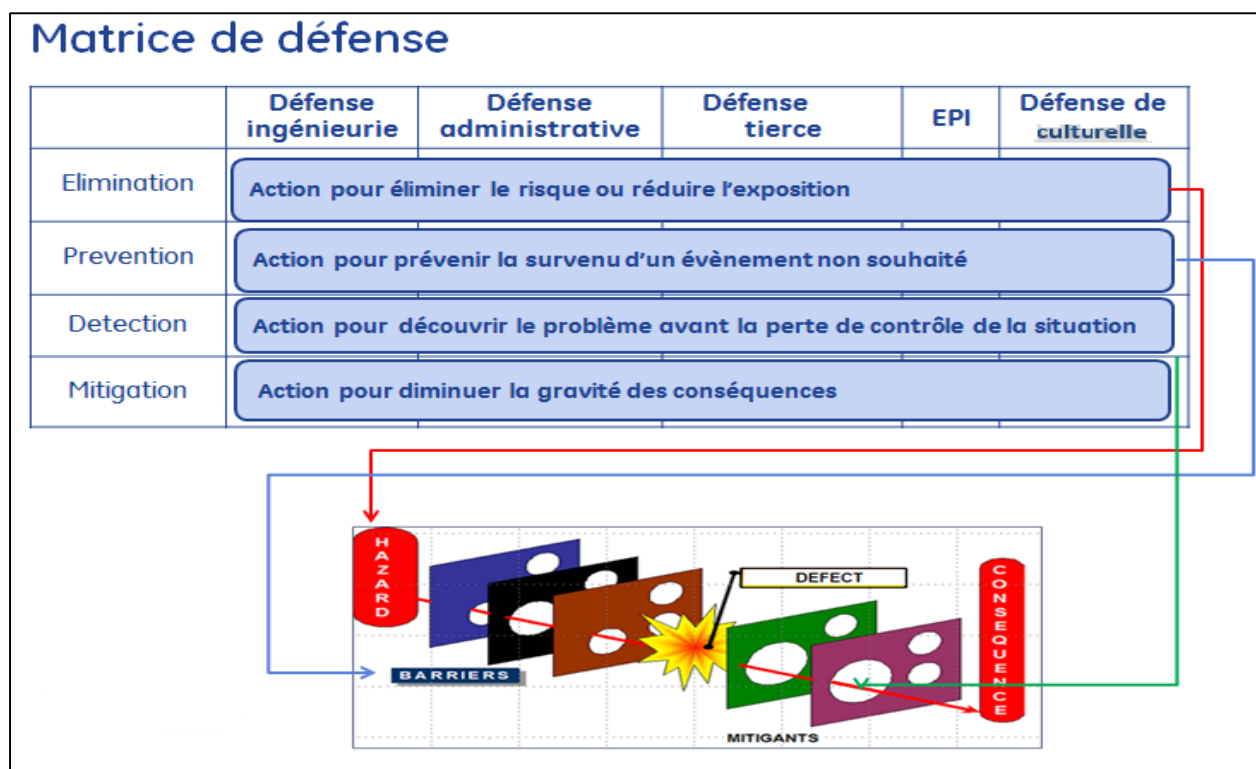 Matrice de défense
Défense ingénieurie
Défense administrative
Défense tierce
EPI
Défense de culturelle
Elimination
Action pour éliminer le risque ou réduire l'exposition
Prevention
Action pour prévenir la survenu d'un évènement non souhaité
Detection
Action pour découvrir le problème avant la perte de contrôle de la situation
Mitigation
Action pour diminuer la gravité des conséquences
HAZARD
DEFECT
CONSEQUENCE
BARRIERS
MITIGANTS